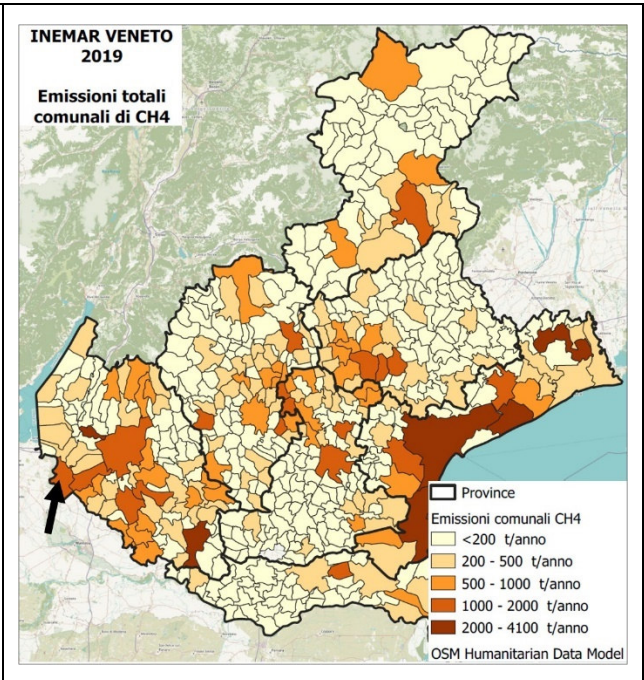 INEMAR VENETO
2019
Emissioni totali
comunali di CH4
Province
Emissioni comunali CH4
<200 t/anno
200 - 500 t/anno
500 - 1000 t/anno
1000 - 2000 t/anno
2000 - 4100 t/anno
OSM Humanitarian Data Model